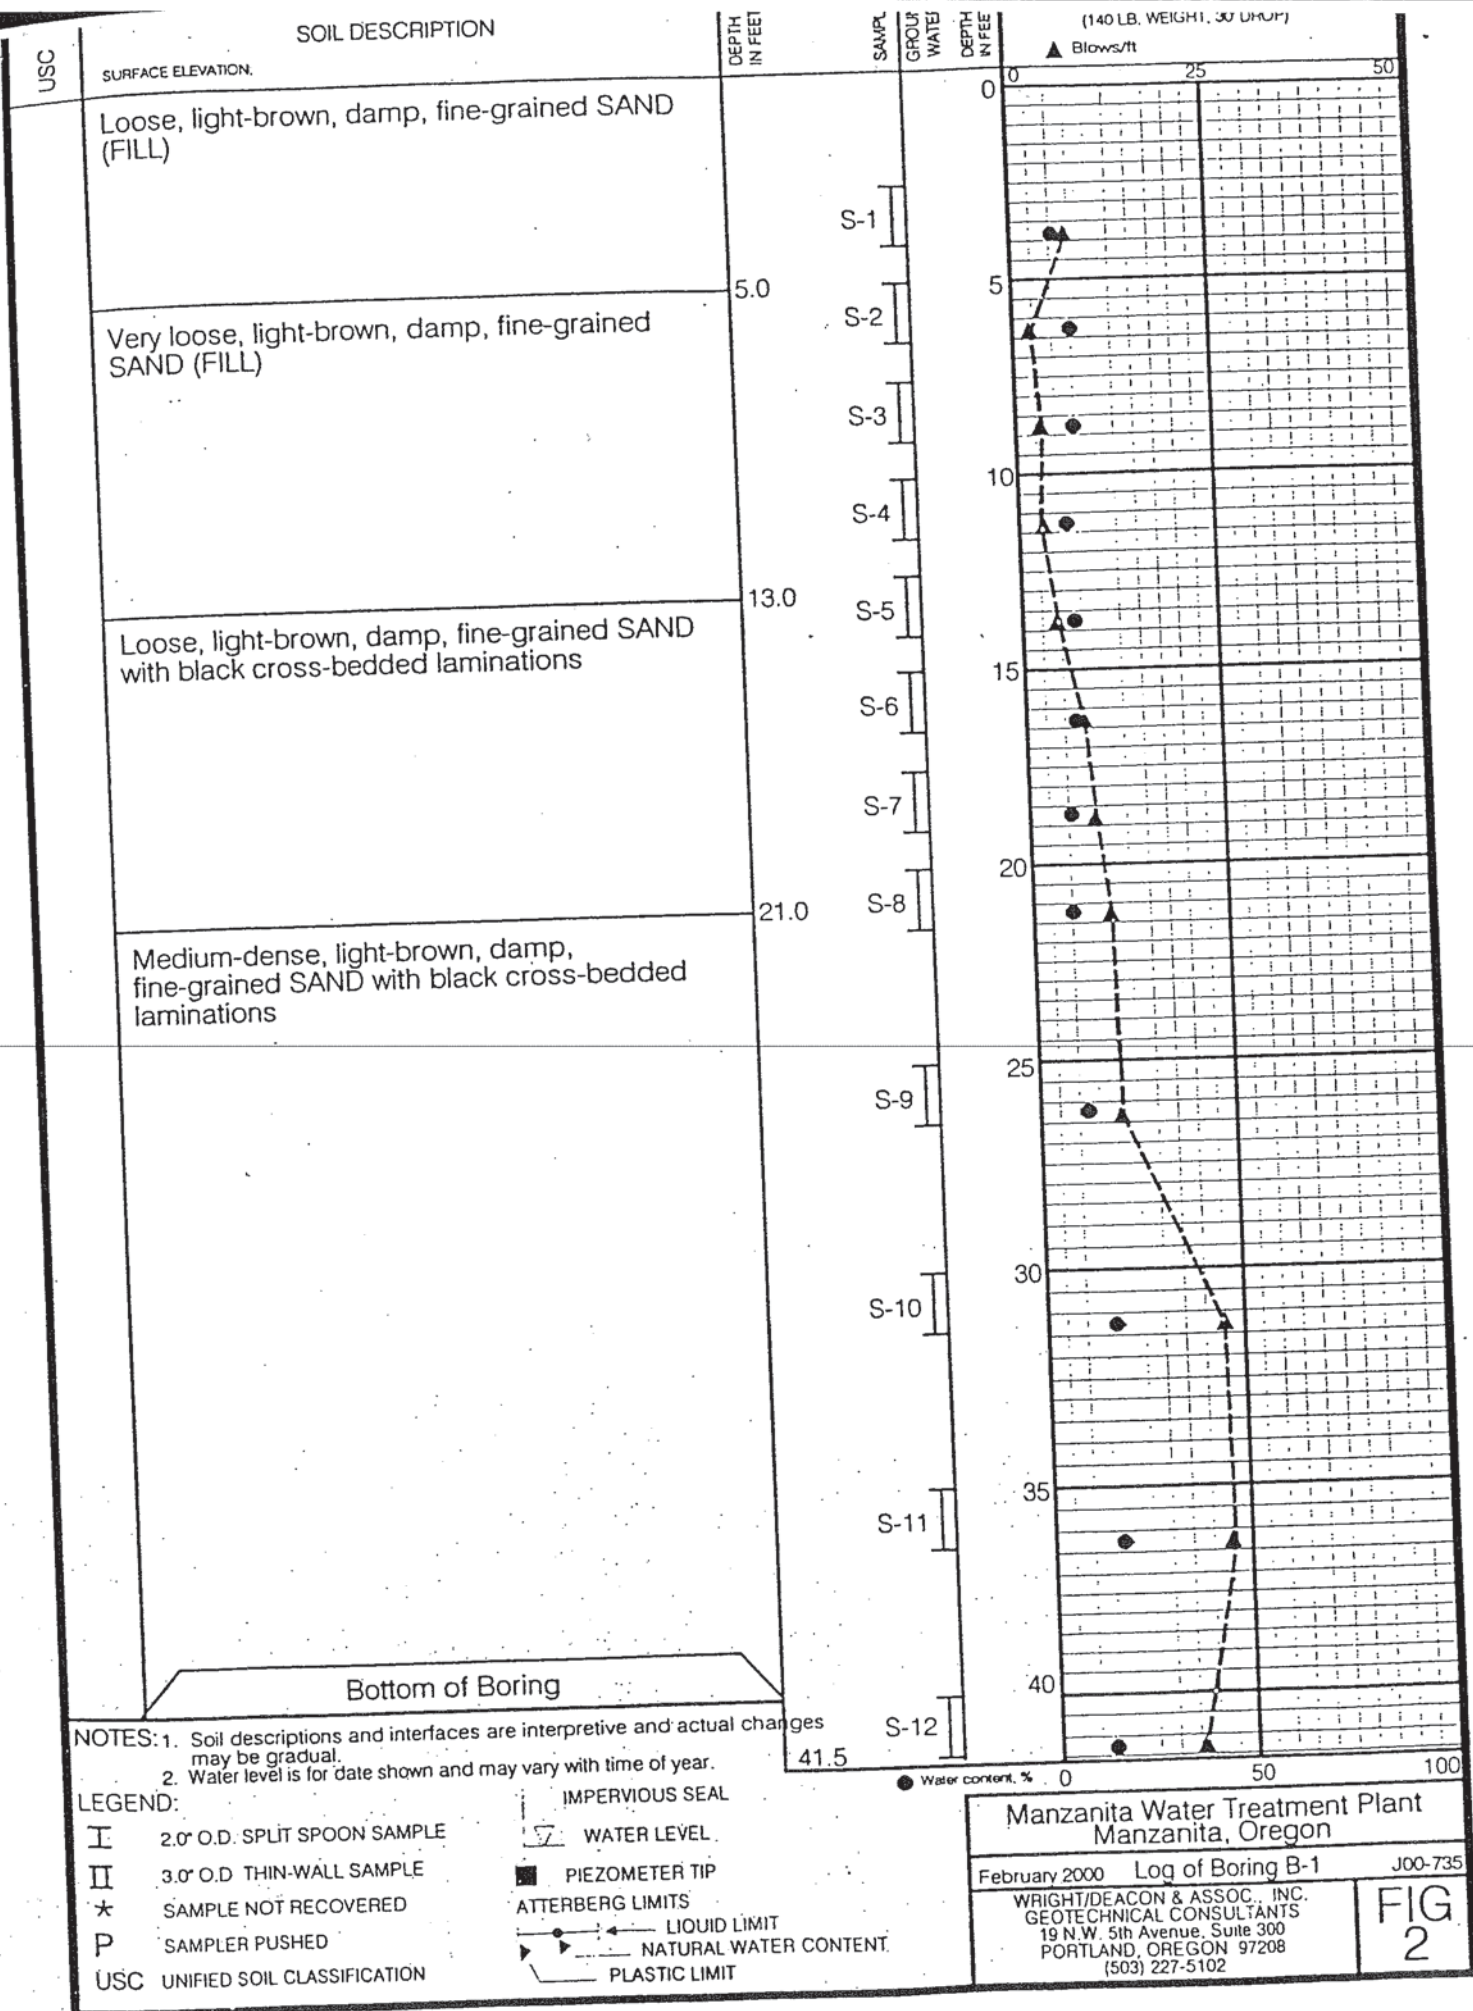 USC
SOIL DESCRIPTION
SURFACE ELEVATION.
DEPTH
IN FEET
DEPTH
(140 LB. WEIGHT, 30" DROP)
▲ Blows/ft
0 25 50
Loose, light-brown, damp, fine-grained SAND
(FILL)
5.0
Very loose, light-brown, damp, fine-grained
SAND (FILL)
13.0
Loose, light-brown, damp, fine-grained SAND
with black cross-bedded laminations
21.0
Medium-dense, light-brown, damp,
fine-grained SAND with black cross-bedded
laminations
Bottom of Boring
41.5
S-1
S-2
S-3
S-4
S-5
S-6
S-7
S-8
S-9
S-10
S-11
S-12
0
5
10
15
20
25
30
35
40
● Water content, % 0 50 100
NOTES: 1. Soil descriptions and interfaces are interpretive and actual changes
may be gradual.
2. Water level is for date shown and may vary with time of year.
LEGEND:
2.0" O.D. SPLIT SPOON SAMPLE
3.0" O.D THIN-WALL SAMPLE
* SAMPLE NOT RECOVERED
P SAMPLER PUSHED
USC UNIFIED SOIL CLASSIFICATION
IMPERVIOUS SEAL
WATER LEVEL
PIEZOMETER TIP
ATTERBERG LIMITS
LIQUID LIMIT
NATURAL WATER CONTENT
PLASTIC LIMIT
Manzanita Water Treatment Plant
Manzanita, Oregon
February 2000 Log of Boring B-1 J00-735
WRIGHT/DEACON & ASSOC., INC.
GEOTECHNICAL CONSULTANTS
19 N.W. 5th Avenue, Suite 300
PORTLAND, OREGON 97208
(503) 227-5102
FIG
2